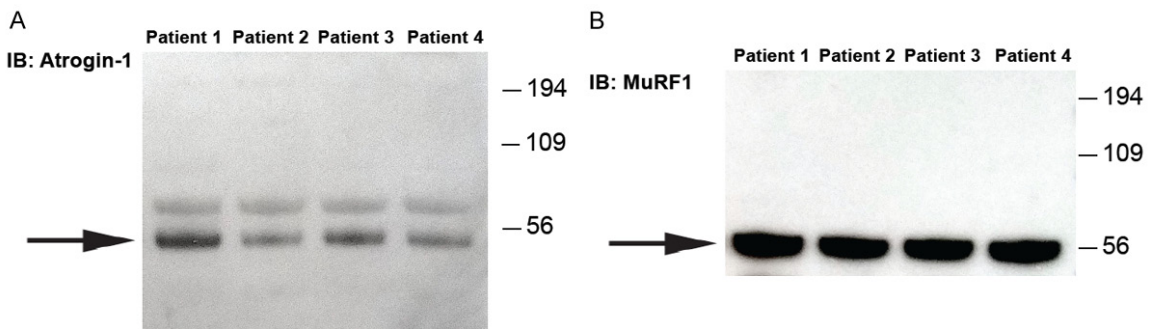 A
Patient 1 Patient 2 Patient 3 Patient 4
IB: Atrogin-1
– 194
– 109
– 56
B
Patient 1 Patient 2 Patient 3 Patient 4
IB: MuRF1
– 194
– 109
– 56